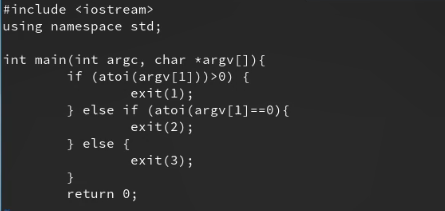 #include <iostream>
using namespace std;
int main(int argc, char *argv[]){
if (atoi(argv[1]))>0) {
exit(1);
} else if (atoi(argv[1]==0){
exit(2);
} else {
exit(3);
}
return 0;